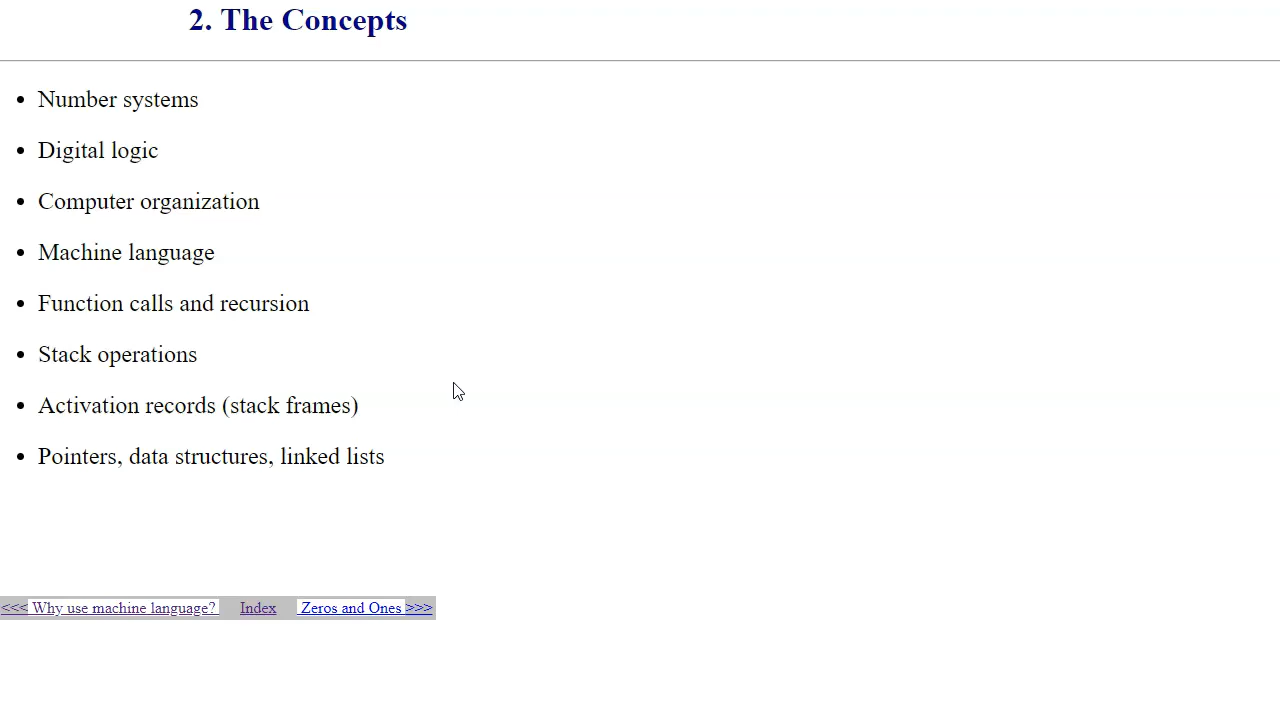 2. The Concepts
• Number systems
• Digital logic
• Computer organization
• Machine language
• Function calls and recursion
• Stack operations
• Activation records (stack frames)
• Pointers, data structures, linked lists
<<< Why use machine language? Index Zeros and Ones >>>